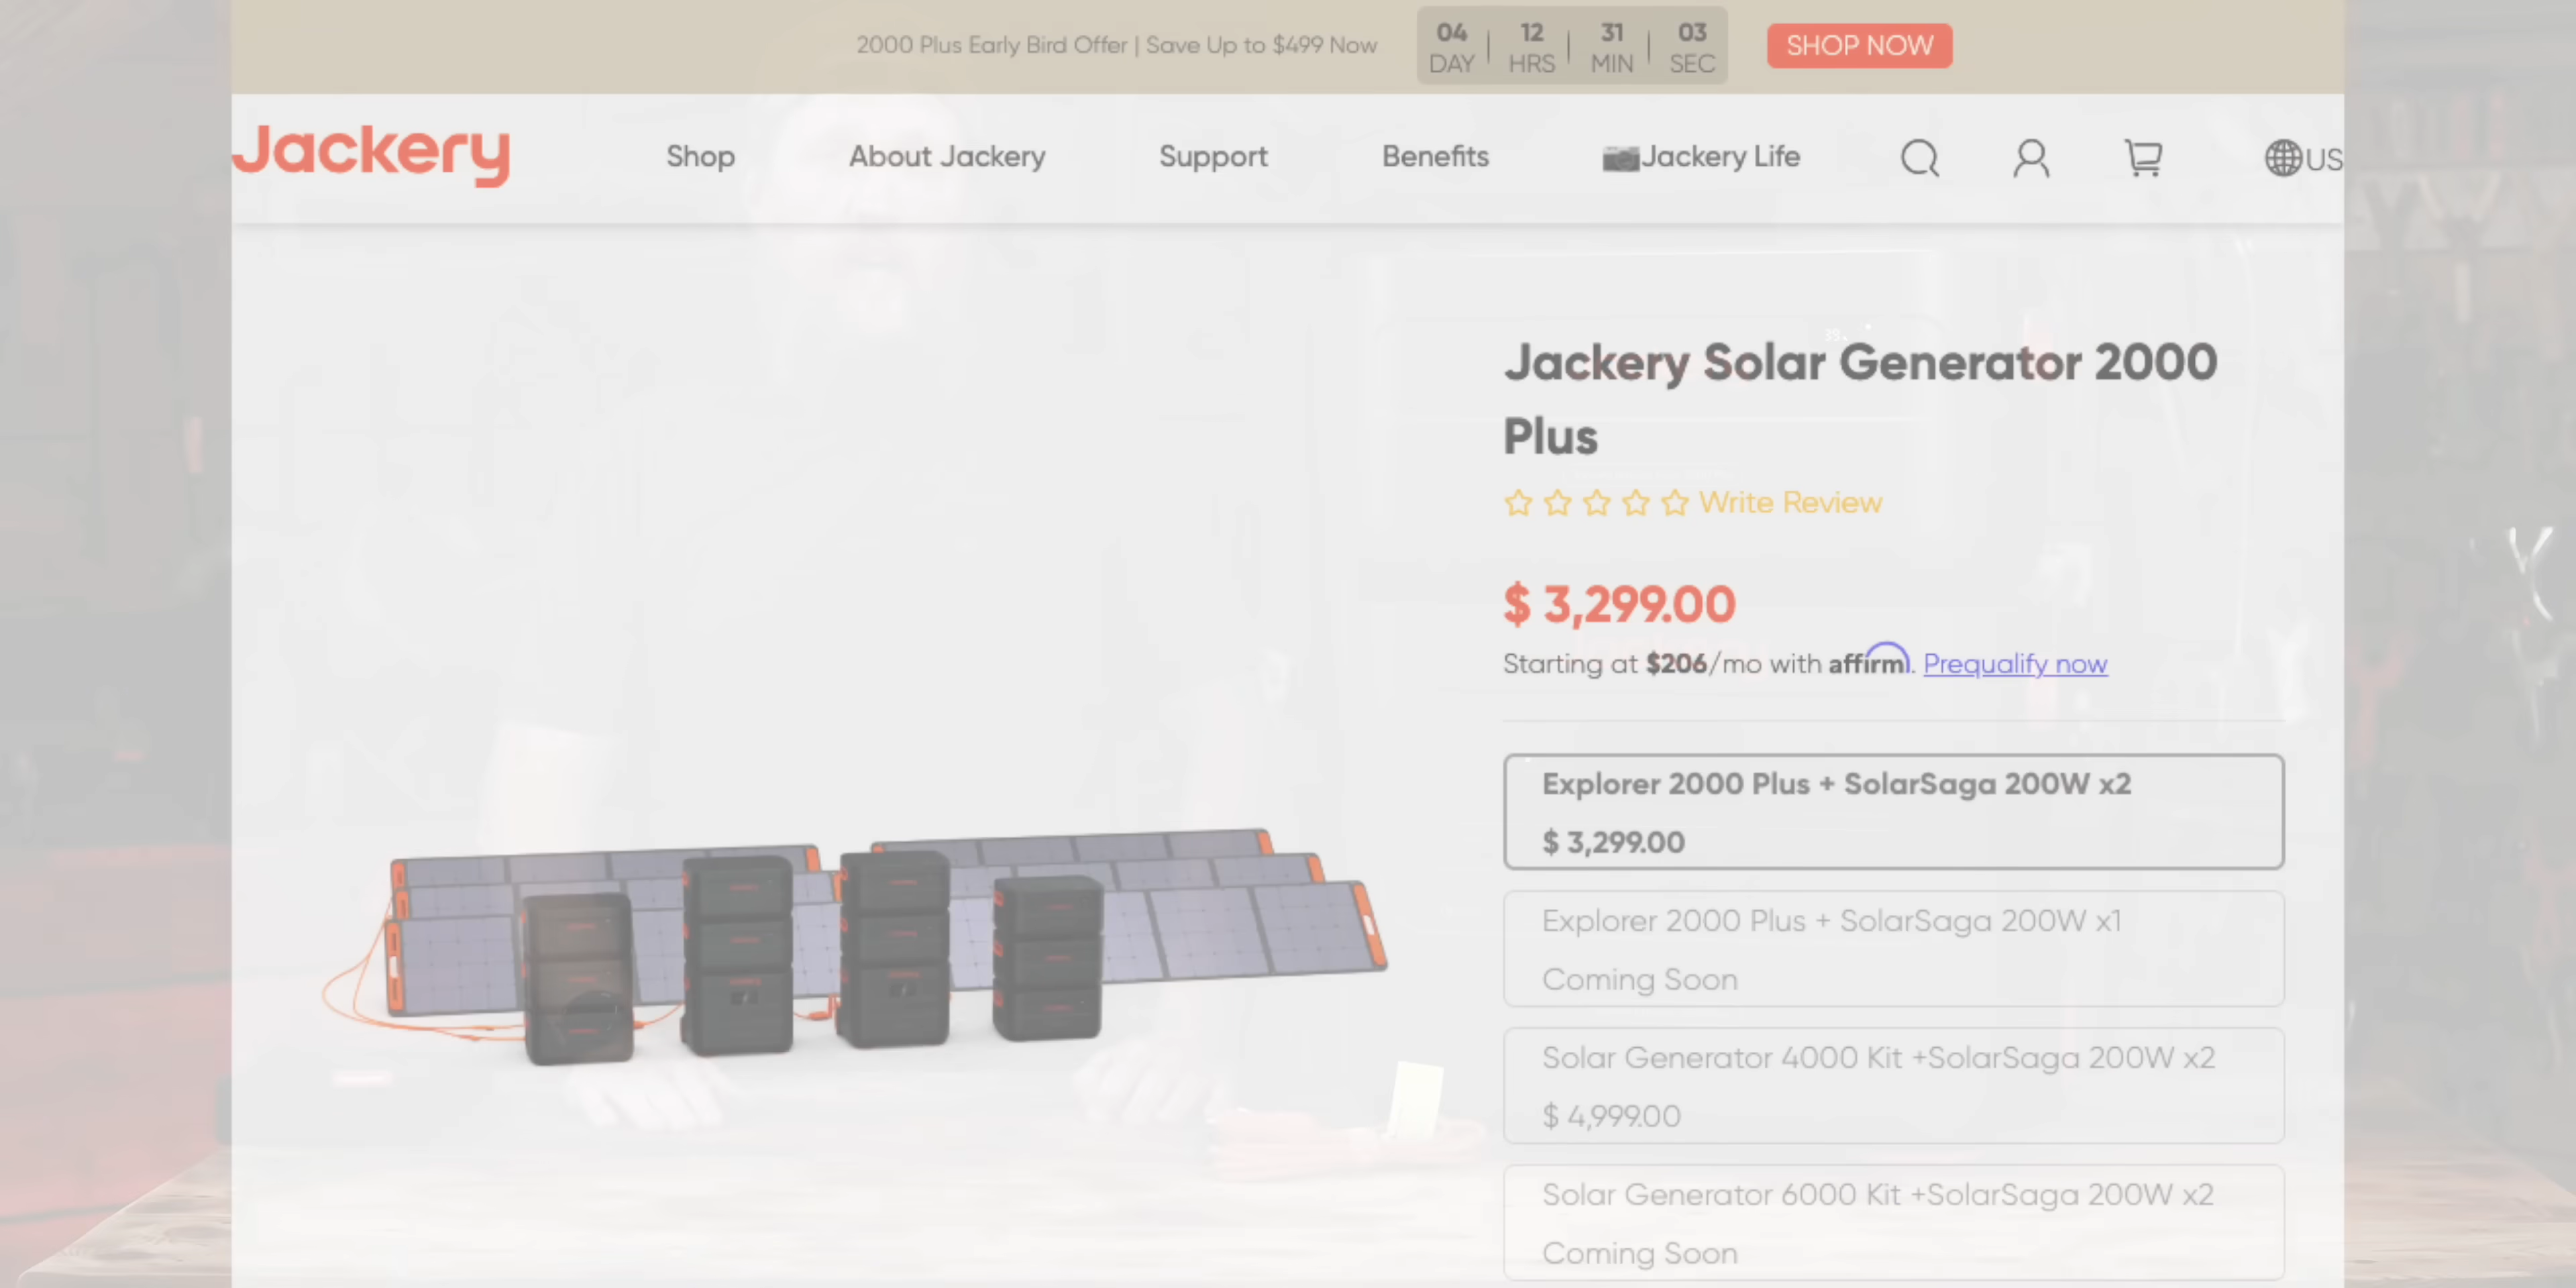 2000 Plus Early Bird Offer | Save Up to $499 Now
04 12 31 03
DAY HRS MIN SEC
SHOP NOW
Jackery
Shop About Jackery Support Benefits Jackery Life US
Jackery Solar Generator 2000
Plus
Write Review
$ 3,299.00
Starting at $206/mo with affirm. Prequalify now
Explorer 2000 Plus + SolarSaga 200W x2
$ 3,299.00
Explorer 2000 Plus + SolarSaga 200W x1
Coming Soon
Solar Generator 4000 Kit +SolarSaga 200W x2
$ 4,999.00
Solar Generator 6000 Kit +SolarSaga 200W x2
Coming Soon